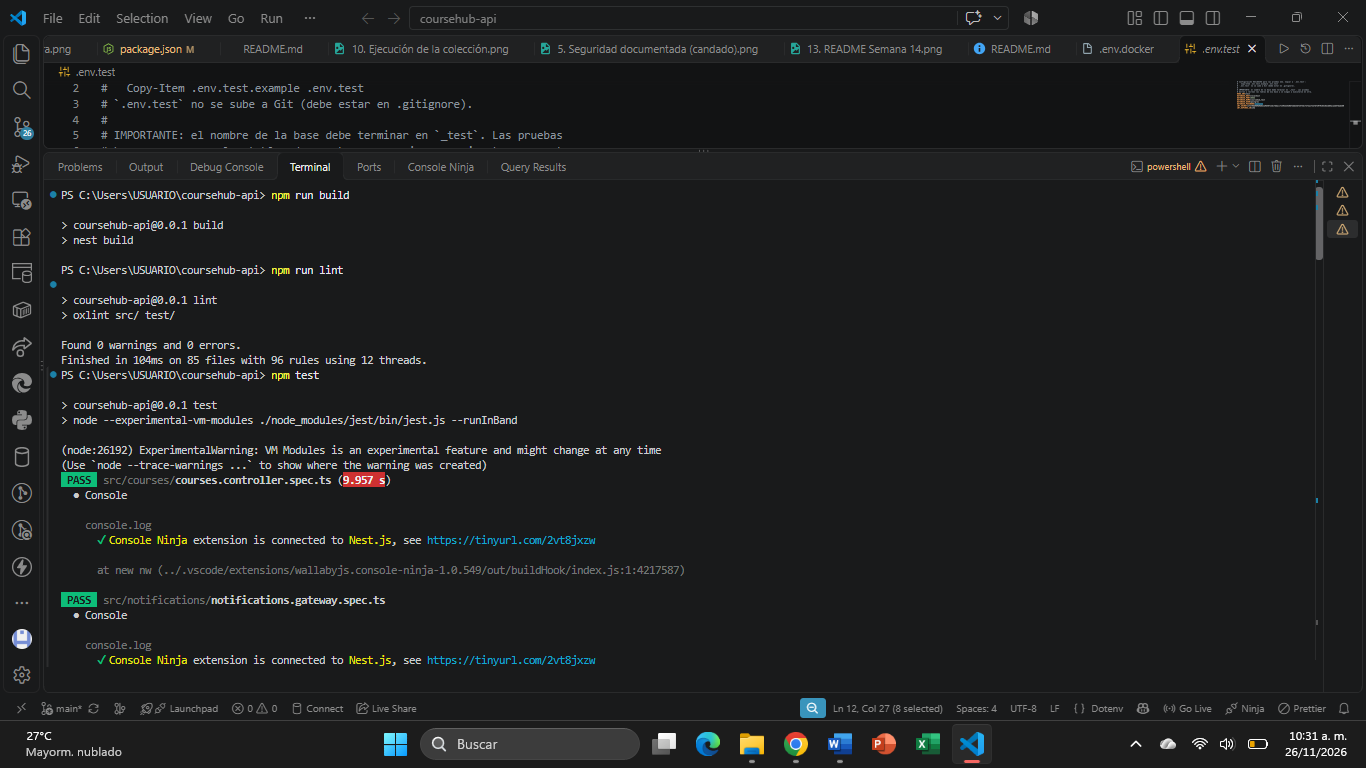 File Edit Selection View Go Run ··· coursehub-api
ra.png package.json M README.md 10. Ejecución de la colección.png 5. Seguridad documentada (candado).png 13. README Semana 14.png README.md .env.docker .env.test
.env.test
2 # Copy-Item .env.test.example .env.test
3 # `.env.test` no se sube a Git (debe estar en .gitignore).
4 #
5 # IMPORTANTE: el nombre de la base debe terminar en `_test`. Las pruebas
Problems Output Debug Console Terminal Ports Console Ninja Query Results powershell
PS C:\Users\USUARIO\coursehub-api> npm run build
> coursehub-api@0.0.1 build
> nest build
PS C:\Users\USUARIO\coursehub-api> npm run lint
> coursehub-api@0.0.1 lint
> oxlint src/ test/
Found 0 warnings and 0 errors.
Finished in 104ms on 85 files with 96 rules using 12 threads.
PS C:\Users\USUARIO\coursehub-api> npm test
> coursehub-api@0.0.1 test
> node --experimental-vm-modules ./node_modules/jest/bin/jest.js --runInBand
(node:26192) ExperimentalWarning: VM Modules is an experimental feature and might change at any time
(Use `node --trace-warnings ...` to show where the warning was created)
PASS src/courses/courses.controller.spec.ts (9.957 s)
● Console
console.log
✓ Console Ninja extension is connected to Nest.js, see https://tinyurl.com/2vt8jxzw
at new nw (../.vscode/extensions/wallabyjs.console-ninja-1.0.549/out/buildHook/index.js:1:4217587)
PASS src/notifications/notifications.gateway.spec.ts
● Console
console.log
✓ Console Ninja extension is connected to Nest.js, see https://tinyurl.com/2vt8jxzw
26
main* Launchpad 0 0 Connect Live Share Ln 12, Col 27 (8 selected) Spaces: 4 UTF-8 LF { } Dotenv Go Live Ninja Prettier
27°C
Mayorm. nublado
Buscar
10:31 a. m.
26/11/2026